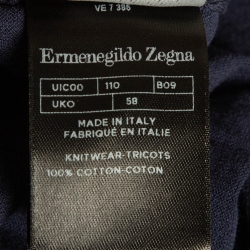 VE 7 386
Ermenegildo Zegna
UIC00 110 B09
UKO 58
MADE IN ITALY
FABRIQUÉ EN ITALIE
KNITWEAR-TRICOTS
100% COTTON-COTON